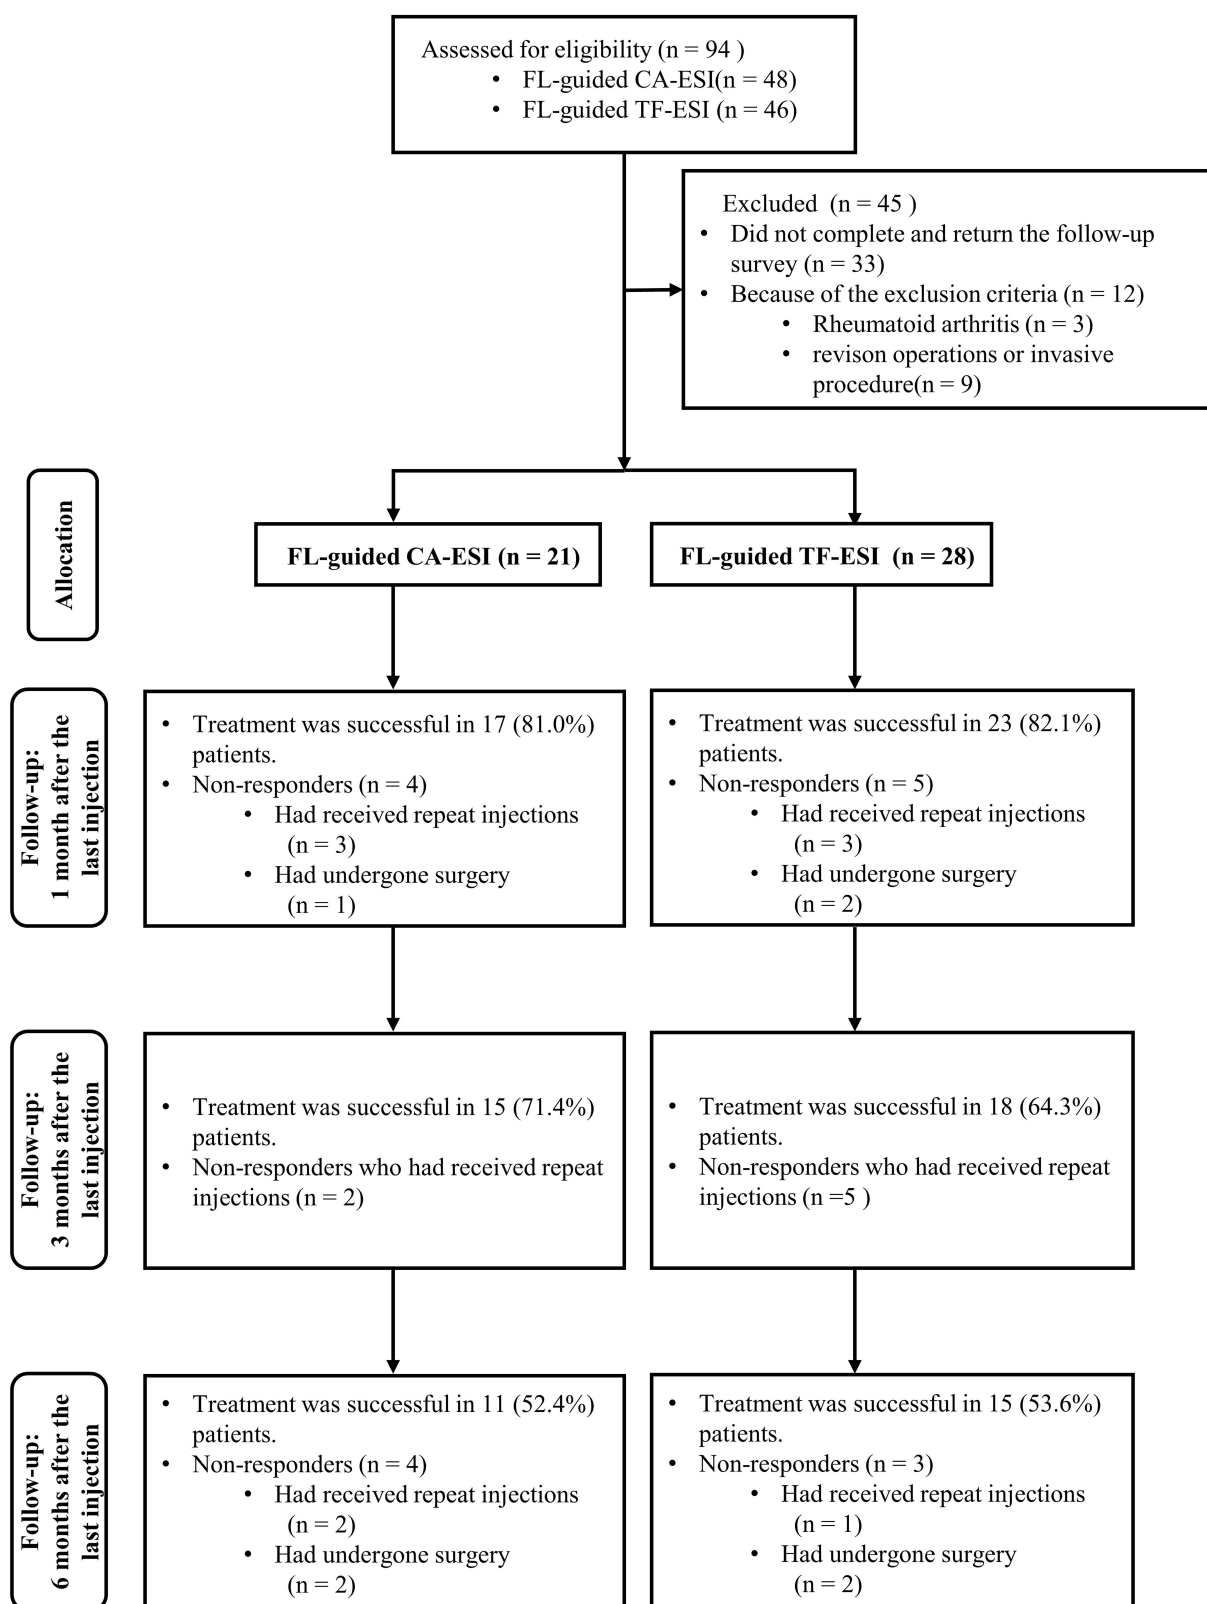 Assessed for eligibility (n = 94 )
• FL-guided CA-ESI(n = 48)
• FL-guided TF-ESI (n = 46)
Excluded (n = 45 )
• Did not complete and return the follow-up
survey (n = 33)
• Because of the exclusion criteria (n = 12)
• Rheumatoid arthritis (n = 3)
• revison operations or invasive
procedure(n = 9)
Allocation
FL-guided CA-ESI (n = 21)
FL-guided TF-ESI (n = 28)
Follow-up:
1 month after the
last injection
• Treatment was successful in 17 (81.0%)
patients.
• Non-responders (n = 4)
• Had received repeat injections
(n = 3)
• Had undergone surgery
(n = 1)
• Treatment was successful in 23 (82.1%)
patients.
• Non-responders (n = 5)
• Had received repeat injections
(n = 3)
• Had undergone surgery
(n = 2)
Follow-up:
3 months after the
last injection
• Treatment was successful in 15 (71.4%)
patients.
• Non-responders who had received repeat
injections (n = 2)
• Treatment was successful in 18 (64.3%)
patients.
• Non-responders who had received repeat
injections (n =5 )
Follow-up:
6 months after the
last injection
• Treatment was successful in 11 (52.4%)
patients.
• Non-responders (n = 4)
• Had received repeat injections
(n = 2)
• Had undergone surgery
(n = 2)
• Treatment was successful in 15 (53.6%)
patients.
• Non-responders (n = 3)
• Had received repeat injections
(n = 1)
• Had undergone surgery
(n = 2)